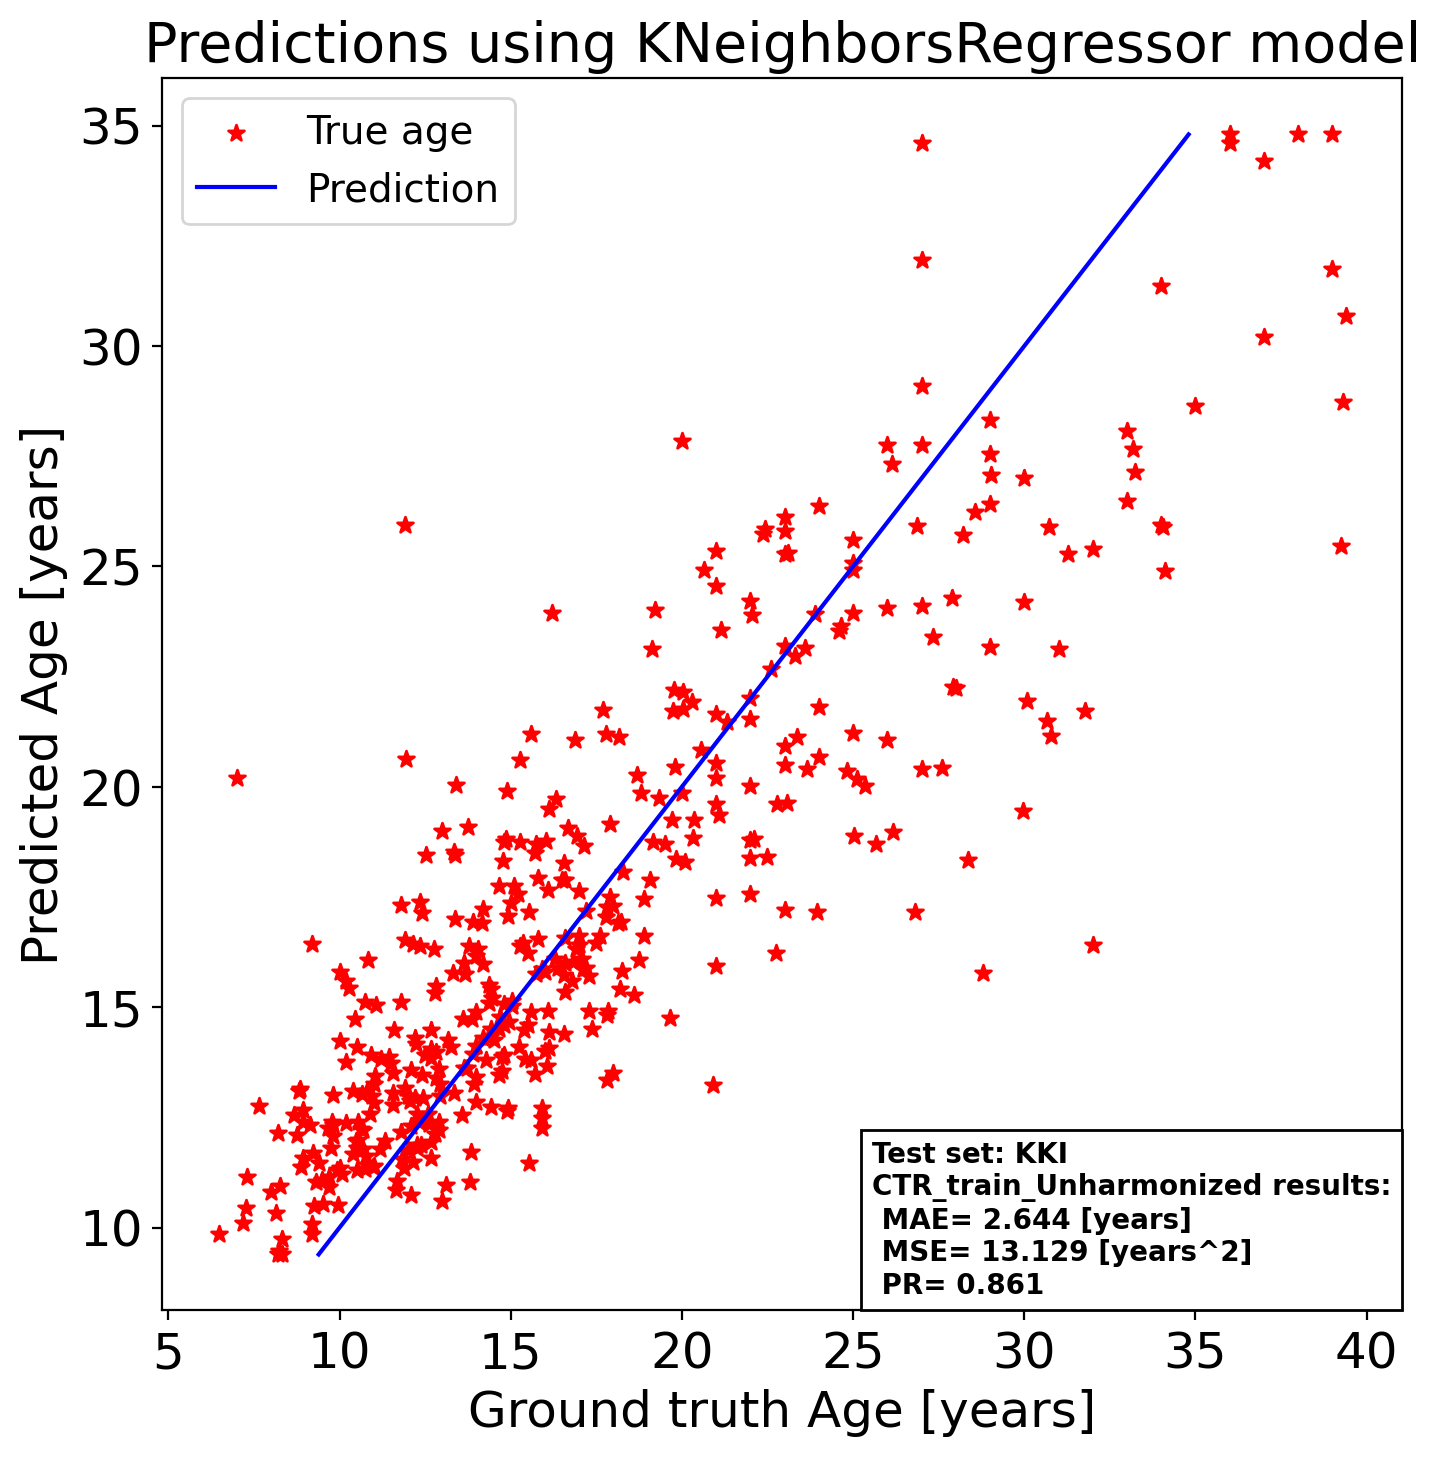 Predictions using KNeighborsRegressor model
True age
Prediction
35
30
25
20
15
10
Predicted Age [years]
Test set: KKI
CTR_train_Unharmonized results:
MAE= 2.644 [years]
MSE= 13.129 [years^2]
PR= 0.861
5 10 15 20 25 30 35 40
Ground truth Age [years]